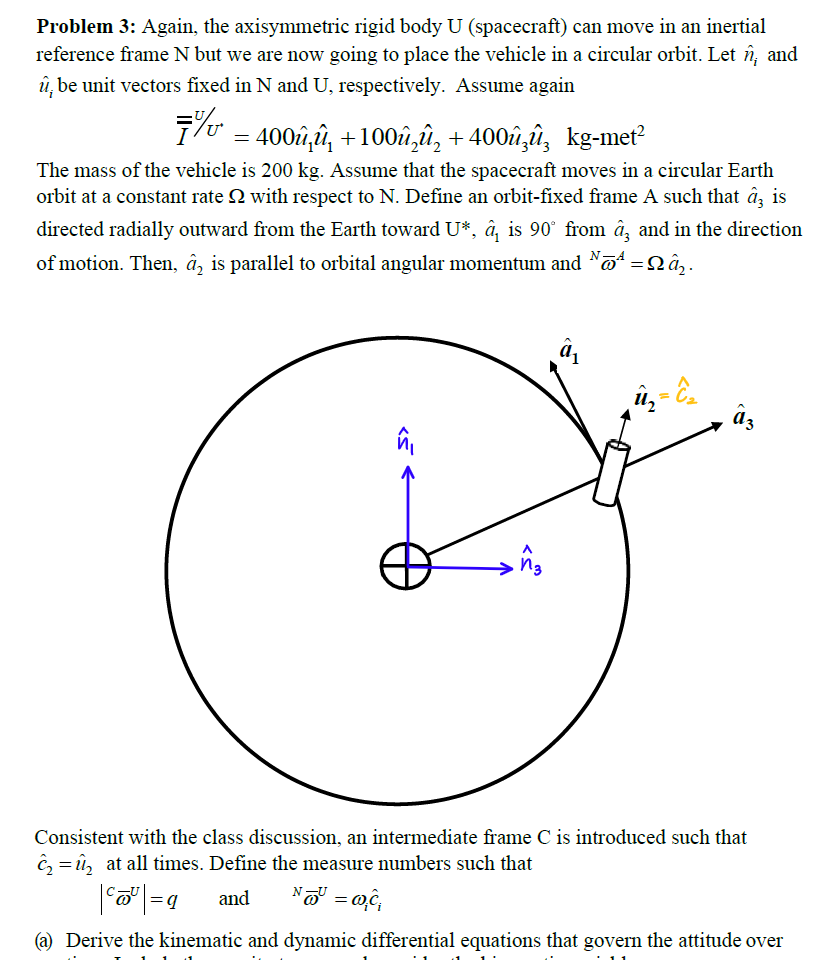 Problem 3: Again, the axisymmetric rigid body U (spacecraft) can move in an inertial
reference frame N but we are now going to place the vehicle in a circular orbit. Let n̂ᵢ and
ûᵢ be unit vectors fixed in N and U, respectively. Assume again
I̿^(U/U*) = 400û₁û₁ + 100û₂û₂ + 400û₃û₃ kg-met²
The mass of the vehicle is 200 kg. Assume that the spacecraft moves in a circular Earth
orbit at a constant rate Ω with respect to N. Define an orbit-fixed frame A such that â₃ is
directed radially outward from the Earth toward U*, â₁ is 90° from â₃ and in the direction
of motion. Then, â₂ is parallel to orbital angular momentum and ᴺω̄ᴬ = Ω â₂.
â₁
û₂ = ĉ₂
â₃
n̂₁
n̂₃
Consistent with the class discussion, an intermediate frame C is introduced such that
ĉ₂ = û₂ at all times. Define the measure numbers such that
|ᶜω̄ᵁ| = q and ᴺω̄ᵁ = ωᵢĉᵢ
(a) Derive the kinematic and dynamic differential equations that govern the attitude over